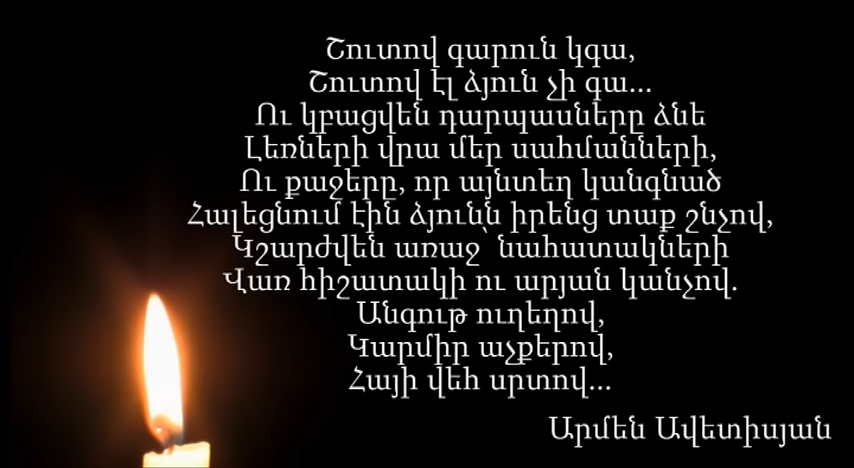 Շուտով գարուն կգա,
Շուտով էլ ձյուն չի գա...
Ու կբացվեն դարպասները ձնե
Լեռների վրա մեր սահմանների,
Ու քաջերը, որ այնտեղ կանգնած
Հալեցնում էին ձյունն իրենց տաք շնչով,
Կշարժվեն առաջ՝ նահատակների
Վառ հիշատակի ու արյան կանչով.
Անգութ ուղեղով,
Կարմիր աչքերով,
Հայի վեհ սրտով...
Արմեն Ավետիսյան